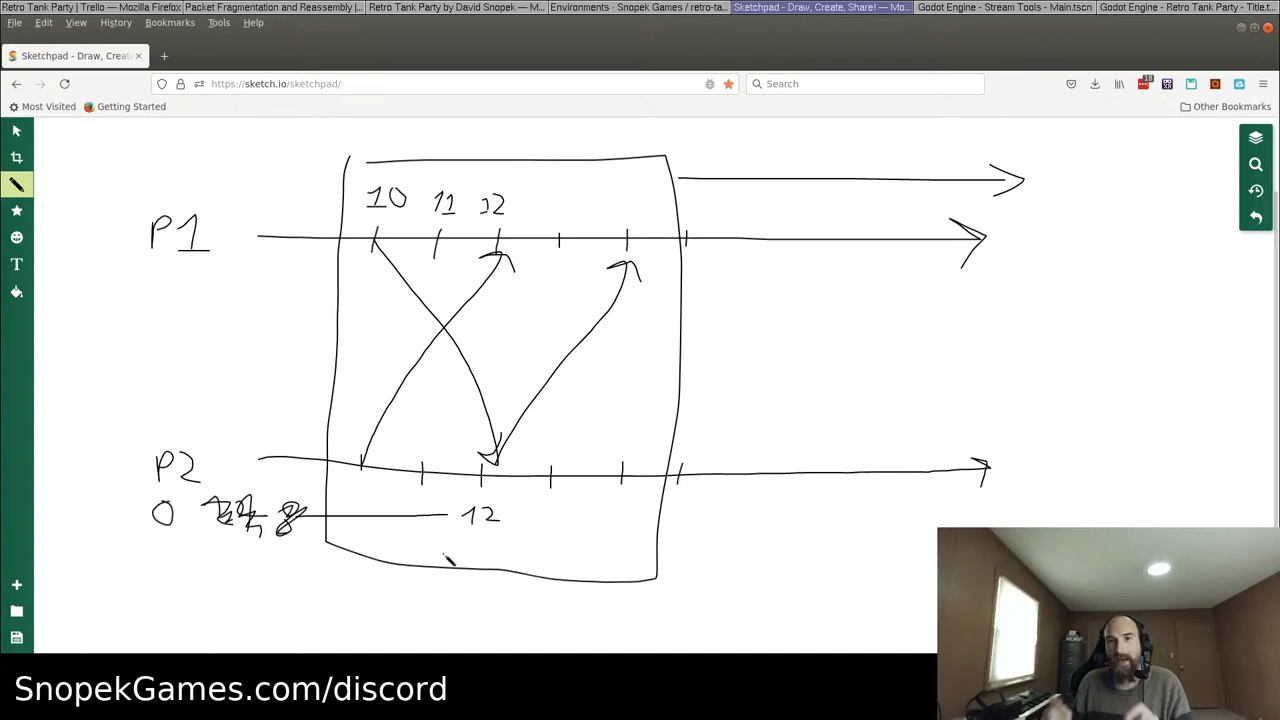 Retro Tank Party | Trello — Mozilla Firefox
Packet Fragmentation and Reassembly |...
Retro Tank Party by David Snopek — M...
Environments · Snopek Games / retro-ta...
Sketchpad - Draw, Create, Share! — Mo...
Godot Engine - Stream Tools - Main.tscn
Godot Engine - Retro Tank Party - Title.t...
File Edit View History Bookmarks Tools Help
Sketchpad - Draw, Create
https://sketch.io/sketchpad/
Search
18
Most Visited Getting Started Other Bookmarks
10 11 12
P1
P2
0
12
SnopekGames.com/discord